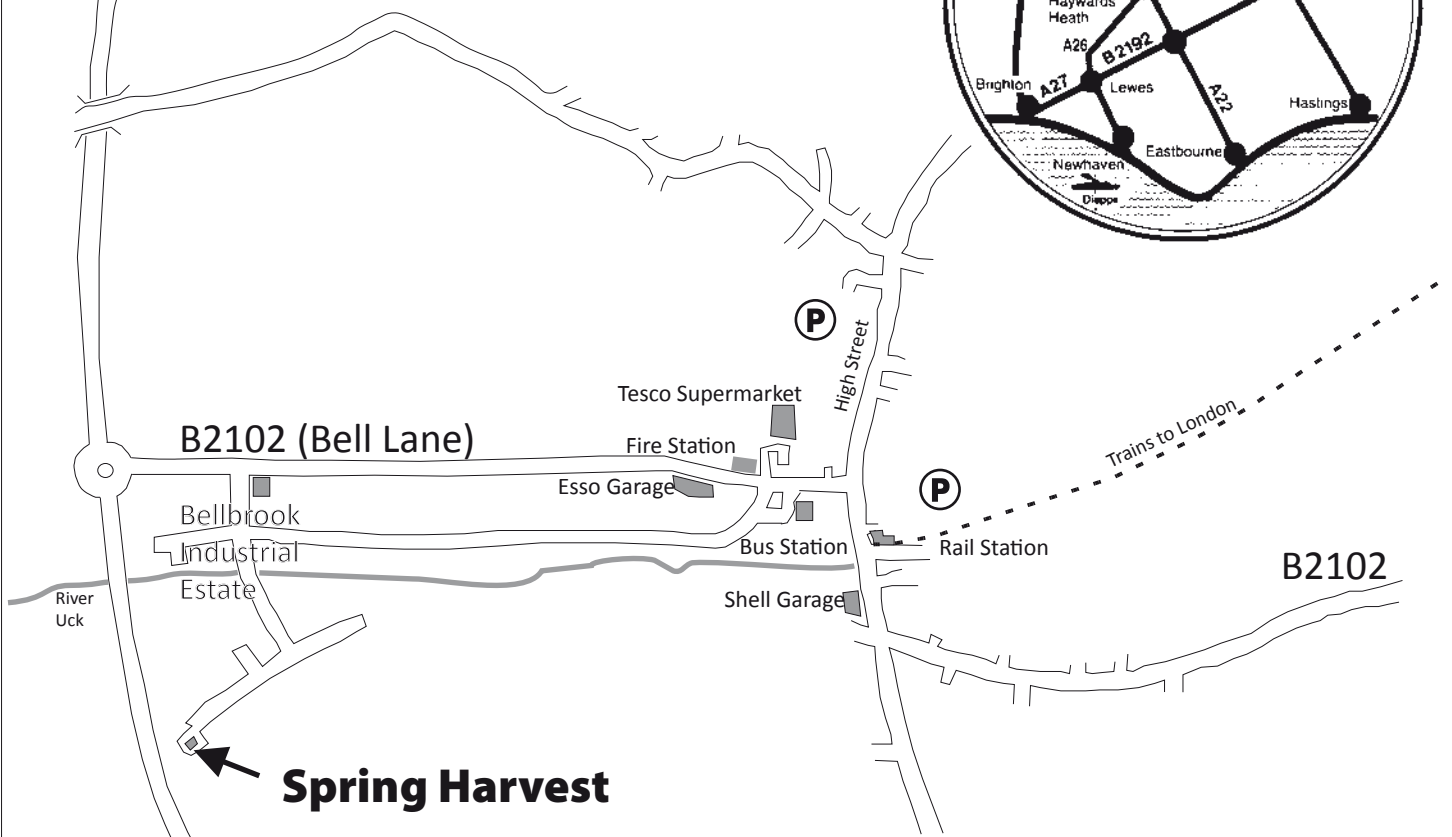 Haywards
Heath
A26
B2192
Brighton
A27
Lewes
A22
Hastings
Newhaven
Eastbourne
Dieppe
P
High Street
Tesco Supermarket
B2102 (Bell Lane)
Fire Station
Trains to London
Esso Garage
P
Bellbrook
Industrial
Estate
Bus Station
Rail Station
B2102
River
Uck
Shell Garage
Spring Harvest